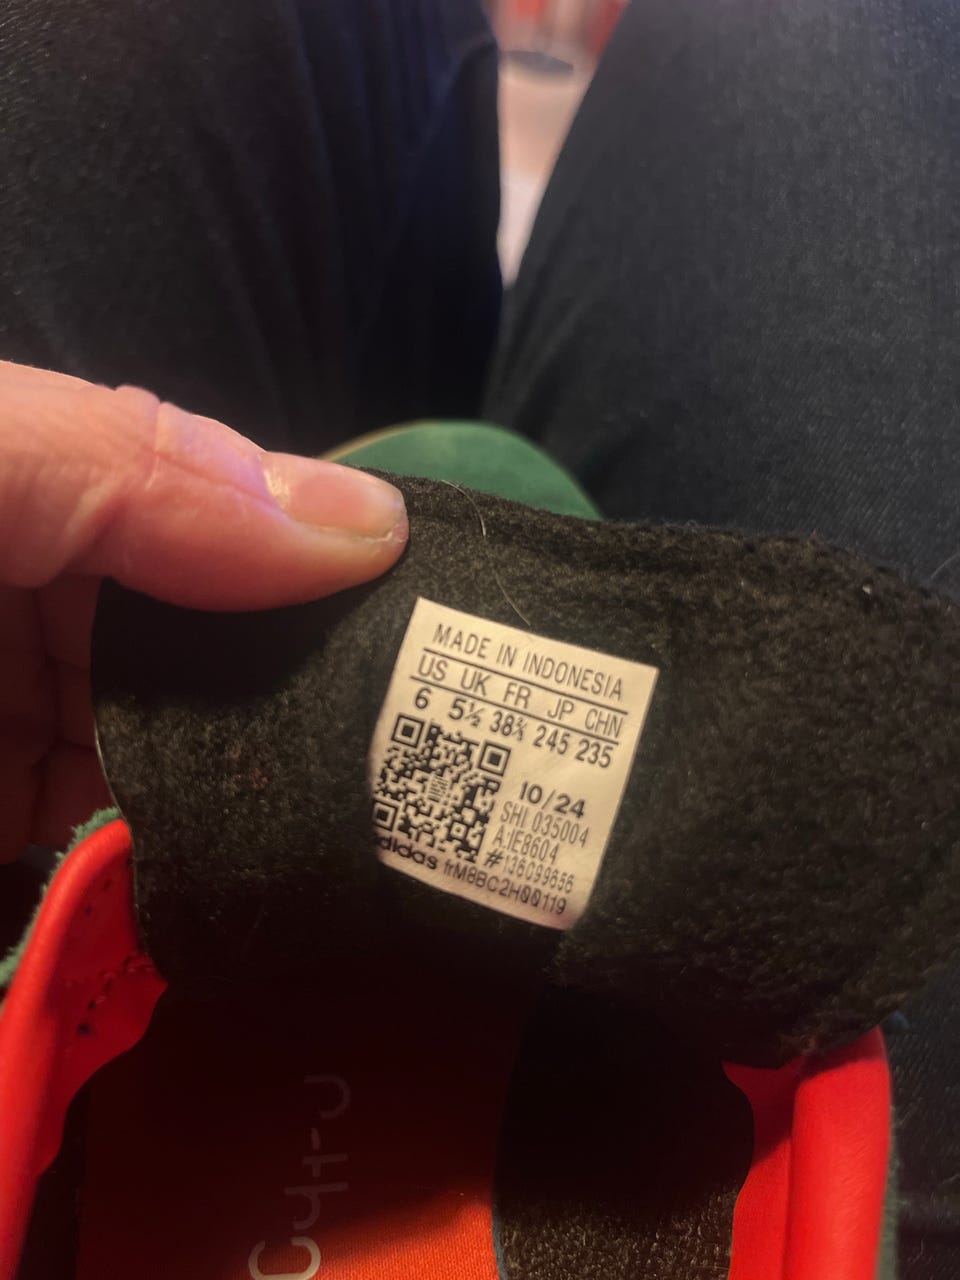 MADE IN INDONESIA
US UK FR JP CHN
6 5½ 38⅔ 245 235
10/24
SHI 035004
A:IE8604
#136099656
adidas frM8BC2H00119